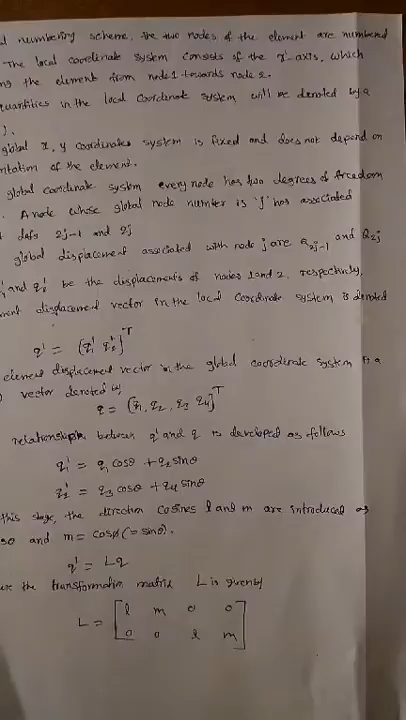 l numbering scheme, the two nodes of the element are numbered
The local coordinate system consists of the x'-axis, which
ng the element from node 1 towards node 2.
quantities in the local coordinate system will be denoted by a
).
global x, y coordinates system is fixed and does not depend on
ntation of the element.
global coordinate system every node has two degrees of freedom
. A node whose global node number is 'j' has associated
dofs 2j-1 and 2j
global displacement associated with node j are Q2j-1 and Q2j
q1' and q2' be the displacements of nodes 1 and 2, respectively,
ment displacement vector in the local coordinate system is denoted
q' = [q1' q2']^T
element displacement vector in the global coordinate system is a
) vector denoted by
q = [q1, q2, q3 q4]^T
relationship between q' and q is developed as follows
q1' = q1 cosθ + q2 sinθ
q2' = q3 cosθ + q4 sinθ
this stage, the direction cosines l and m are introduced as
sθ and m = cosφ (= sinθ).
q' = Lq
ere the transformation matrix L is given by
L = [ l m 0 0
0 0 l m ]